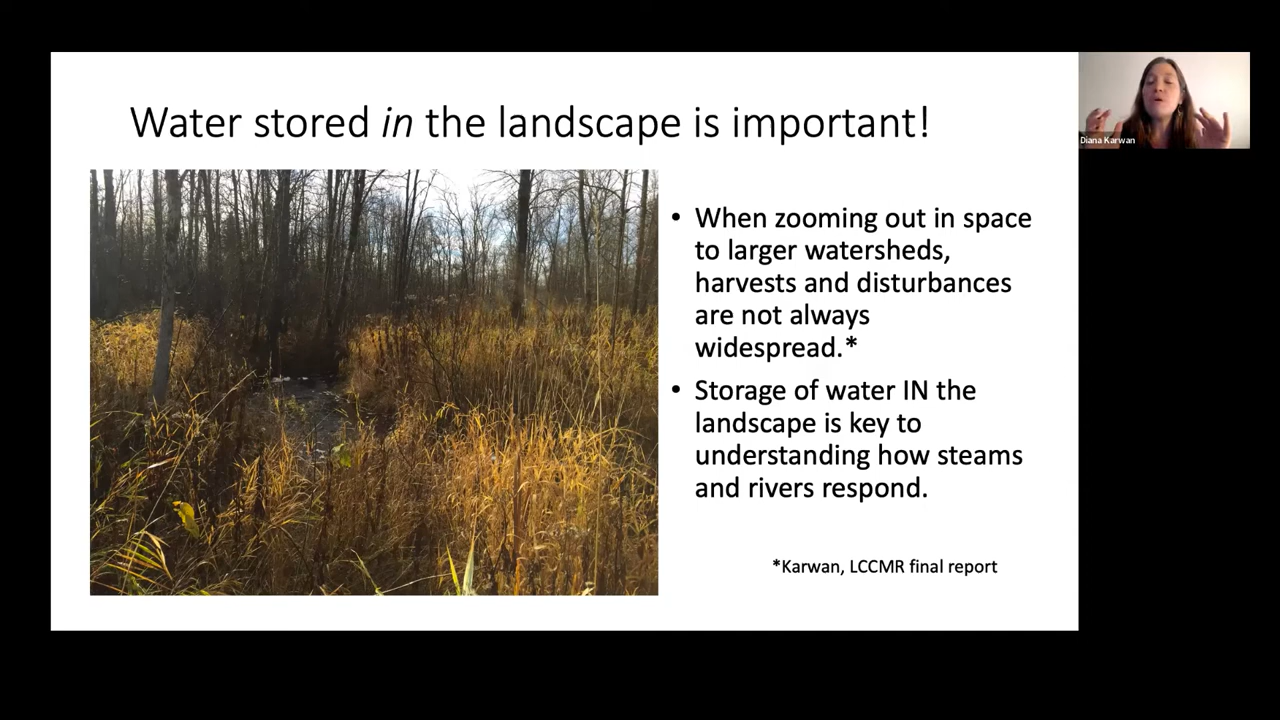 Water stored in the landscape is important!
Diana Karwan
• When zooming out in space
to larger watersheds,
harvests and disturbances
are not always
widespread.*
• Storage of water IN the
landscape is key to
understanding how steams
and rivers respond.
*Karwan, LCCMR final report